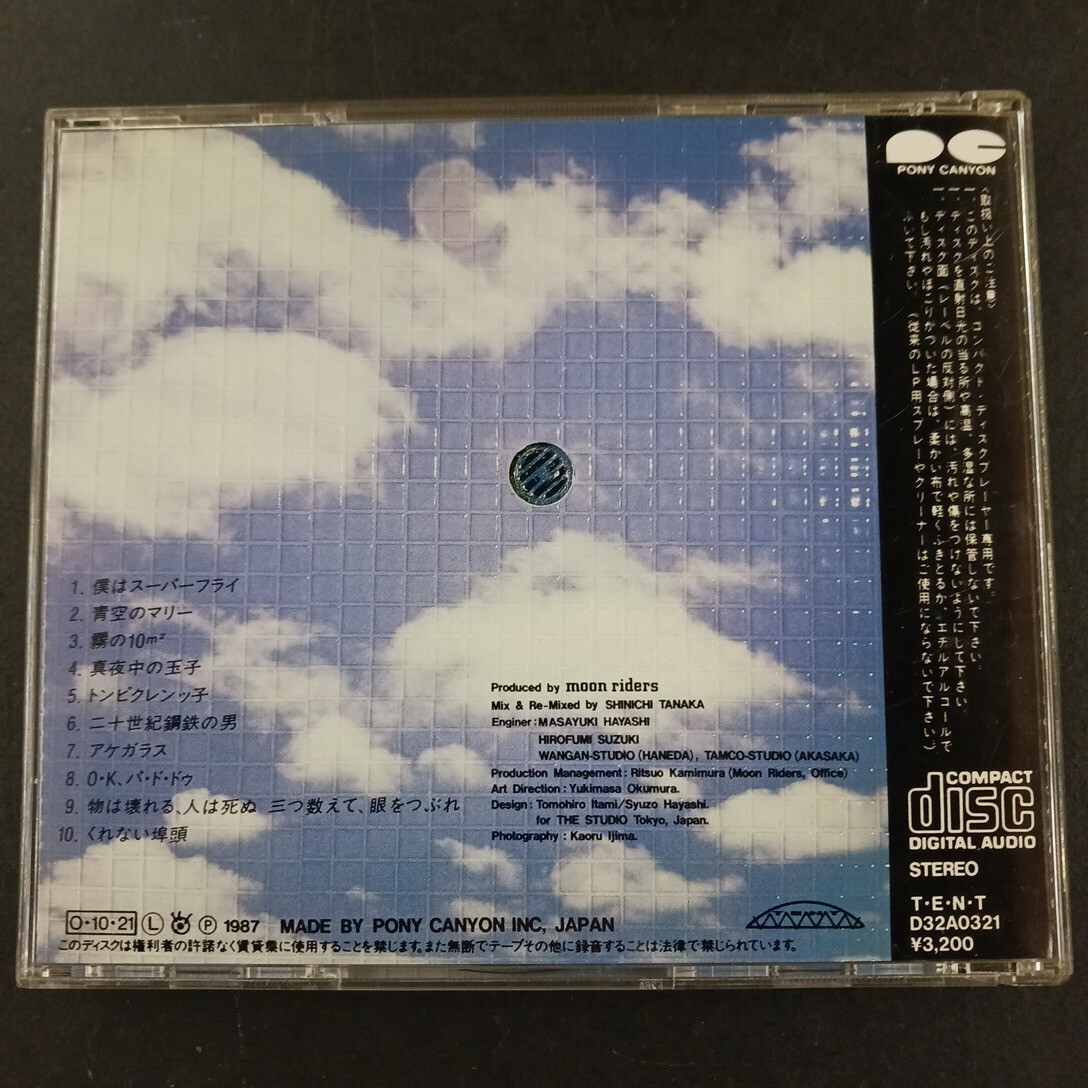 1. 僕はスーパーフライ
2. 青空のマリー
3. 霧の10m²
4. 真夜中の玉子
5. トンピクレンッ子
6. 二十世紀鋼鉄の男
7. アケガラス
8. O・K、パ・ド・ドゥ
9. 物は壊れる、人は死ぬ 三つ数えて、眼をつぶれ
10. くれない埠頭
Produced by moon riders
Mix & Re-Mixed by SHINICHI TANAKA
Enginer: MASAYUKI HAYASHI
HIROFUMI SUZUKI
WANGAN-STUDIO (HANEDA), TAMCO-STUDIO (AKASAKA)
Production Management: Ritsuo Kamimura (Moon Riders, Office)
Art Direction: Yukimasa Okumura.
Design: Tomohiro Itami/Syuzo Hayashi.
for THE STUDIO Tokyo, Japan.
Photography: Kaoru Ijima.
O・10・21 Ⓛ Ⓟ 1987 MADE BY PONY CANYON INC, JAPAN
このディスクは権利者の許諾なく賃貸業に使用することを禁じます。また無断でテープその他に録音することは法律で禁じられています。
PONY CANYON
〈取扱い上のご注意〉
一、このディスクは、コンパクト・ディスクプレーヤー専用です。
一、ディスクを直射日光の当る所や高温、多湿な所には保管しないで下さい。
一、ディスク面（レーベルの反対側）には、汚れや傷をつけないようにして下さい。
もし汚れやほこりがついた場合は、柔かい布で軽くふきとるか、エチルアルコールで
ふいて下さい。（従来のLP用スプレーやクリーナーはご使用にならないで下さい）
COMPACT
disc
DIGITAL AUDIO
STEREO
T・E・N・T
D32A0321
¥3,200